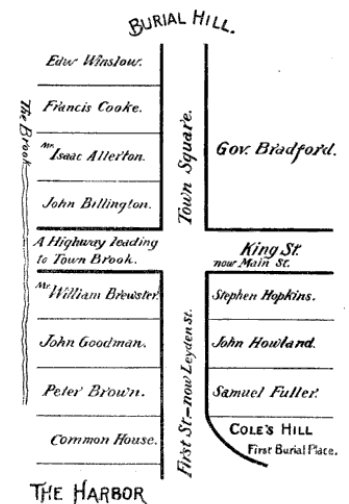 BURIAL HILL.
Edw Winslow.
Francis Cooke.
Mr. Isaac Allerton.
John Billington.
The Brook
Town Square.
Gov. Bradford.
A Highway leading
to Town Brook.
King St.
now Main St.
Mr. William Brewster.
John Goodman.
Peter Brown.
Common House.
First St.—now Leyden St.
Stephen Hopkins.
John Howland.
Samuel Fuller.
COLE'S HILL
First Burial Place.
THE HARBOR